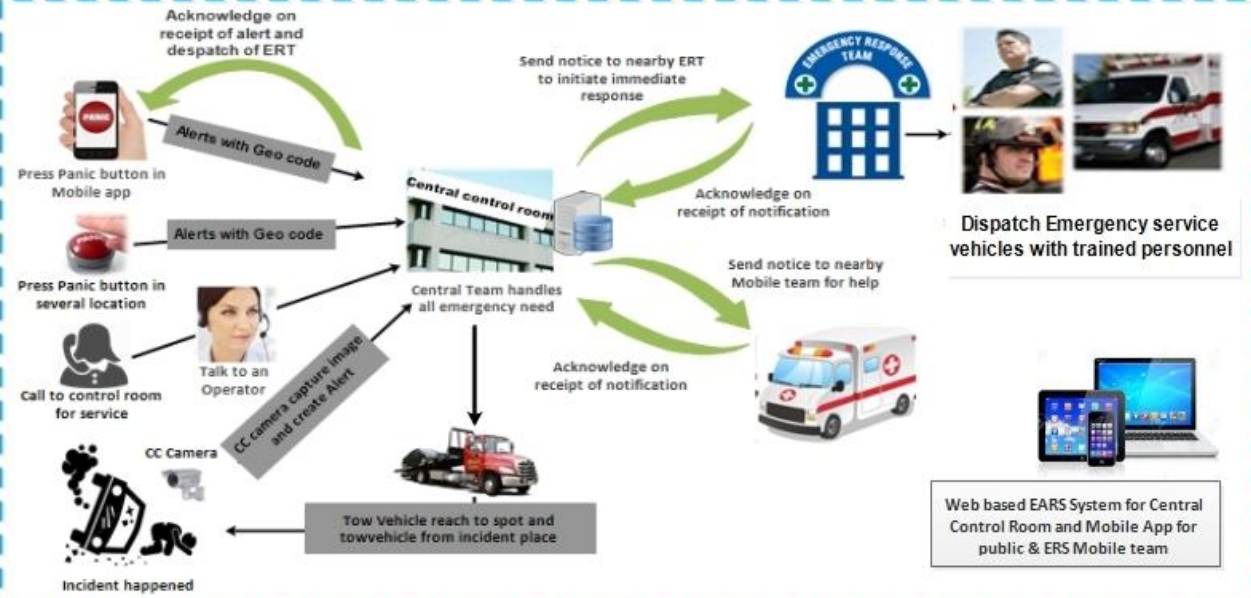 Acknowledge on
receipt of alert and
despatch of ERT
PANIC
Alerts with Geo code
Press Panic button in
Mobile app
Alerts with Geo code
Press Panic button in
several location
Talk to an
Operator
Call to control room
for service
CC camera capture image
and create Alert
CC Camera
Incident happened
Central control room
Central Team handles
all emergency need
Tow Vehicle reach to spot and
towvehicle from incident place
Send notice to nearby ERT
to initiate immediate
response
EMERGENCY RESPONSE
TEAM
Acknowledge on
receipt of notification
Dispatch Emergency service
vehicles with trained personnel
Send notice to nearby
Mobile team for help
Acknowledge on
receipt of notification
Web based EARS System for Central
Control Room and Mobile App for
public & ERS Mobile team